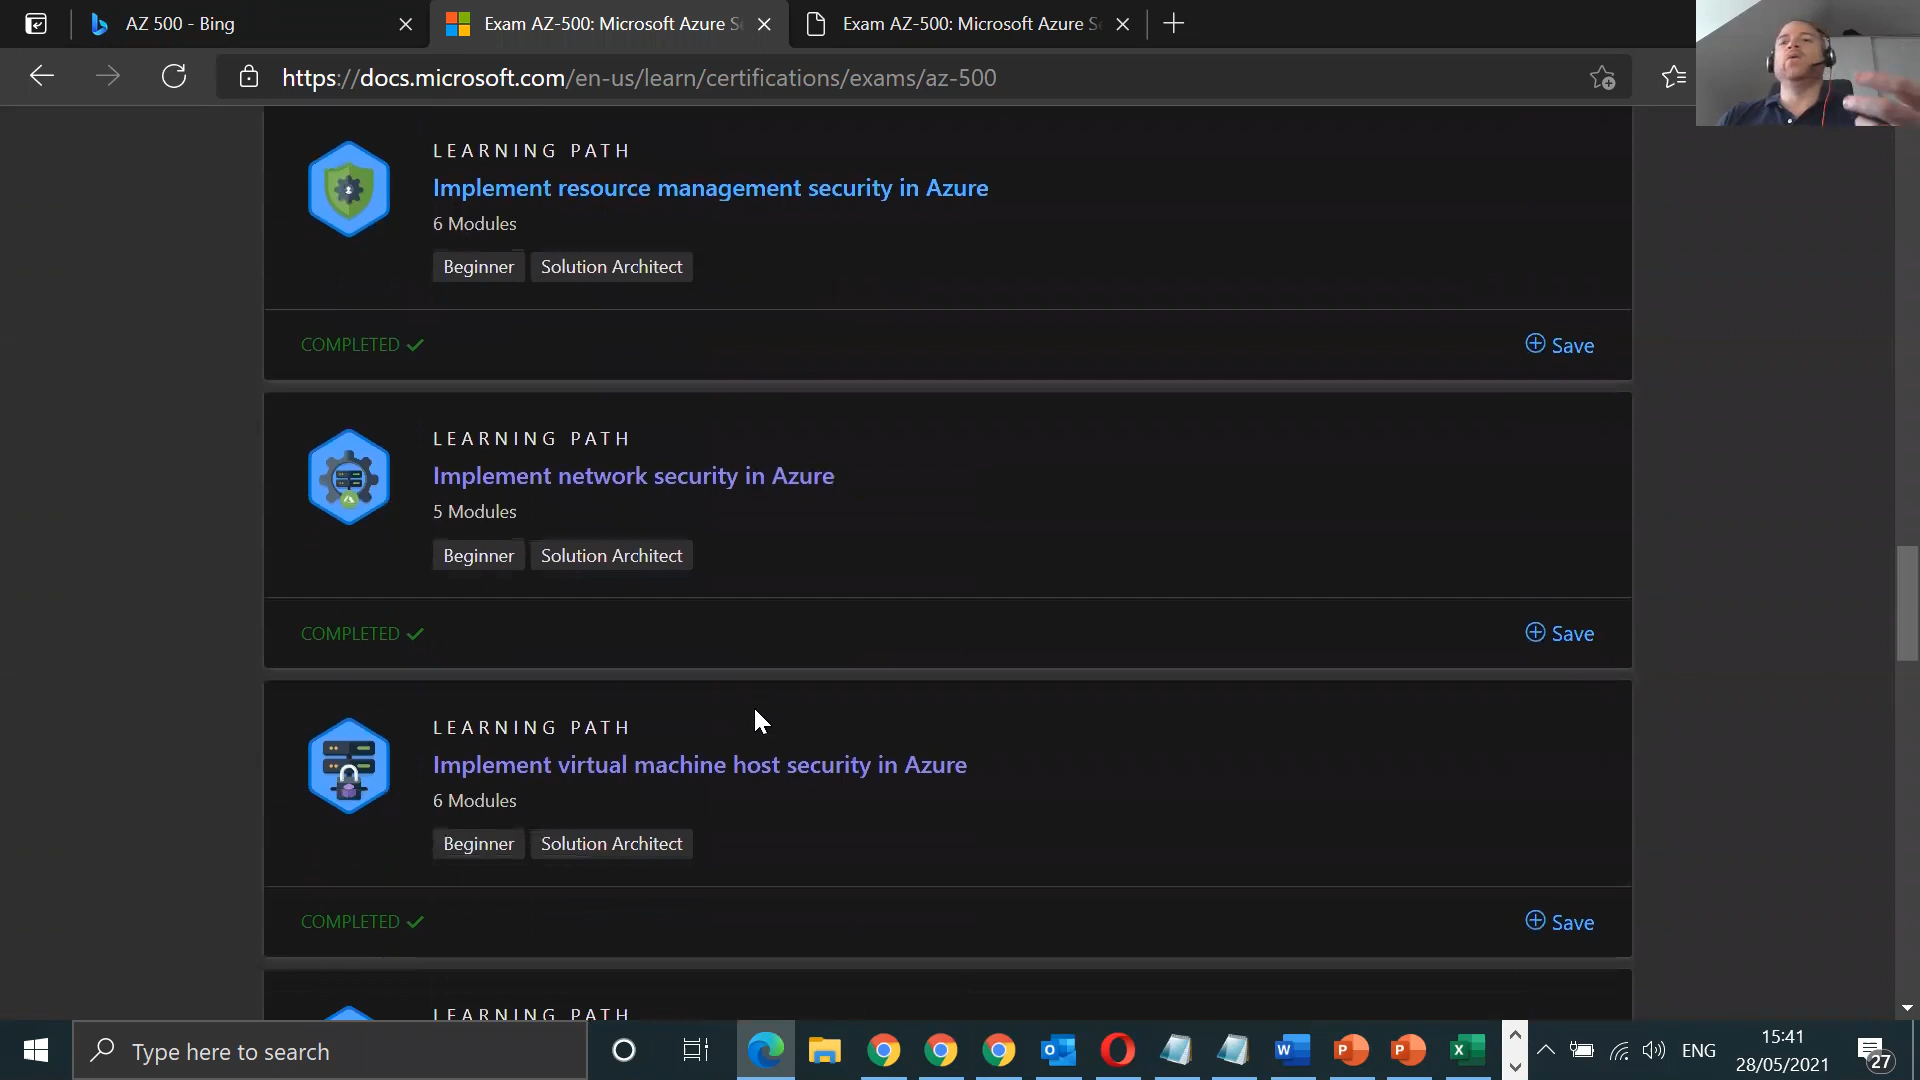 AZ 500 - Bing
Exam AZ-500: Microsoft Azure S
Exam AZ-500: Microsoft Azure S
https://docs.microsoft.com/en-us/learn/certifications/exams/az-500
LEARNING PATH
Implement resource management security in Azure
6 Modules
Beginner Solution Architect
COMPLETED
Save
LEARNING PATH
Implement network security in Azure
5 Modules
Beginner Solution Architect
COMPLETED
Save
LEARNING PATH
Implement virtual machine host security in Azure
6 Modules
Beginner Solution Architect
COMPLETED
Save
LEARNING PATH
Type here to search
ENG
15:41
28/05/2021
27